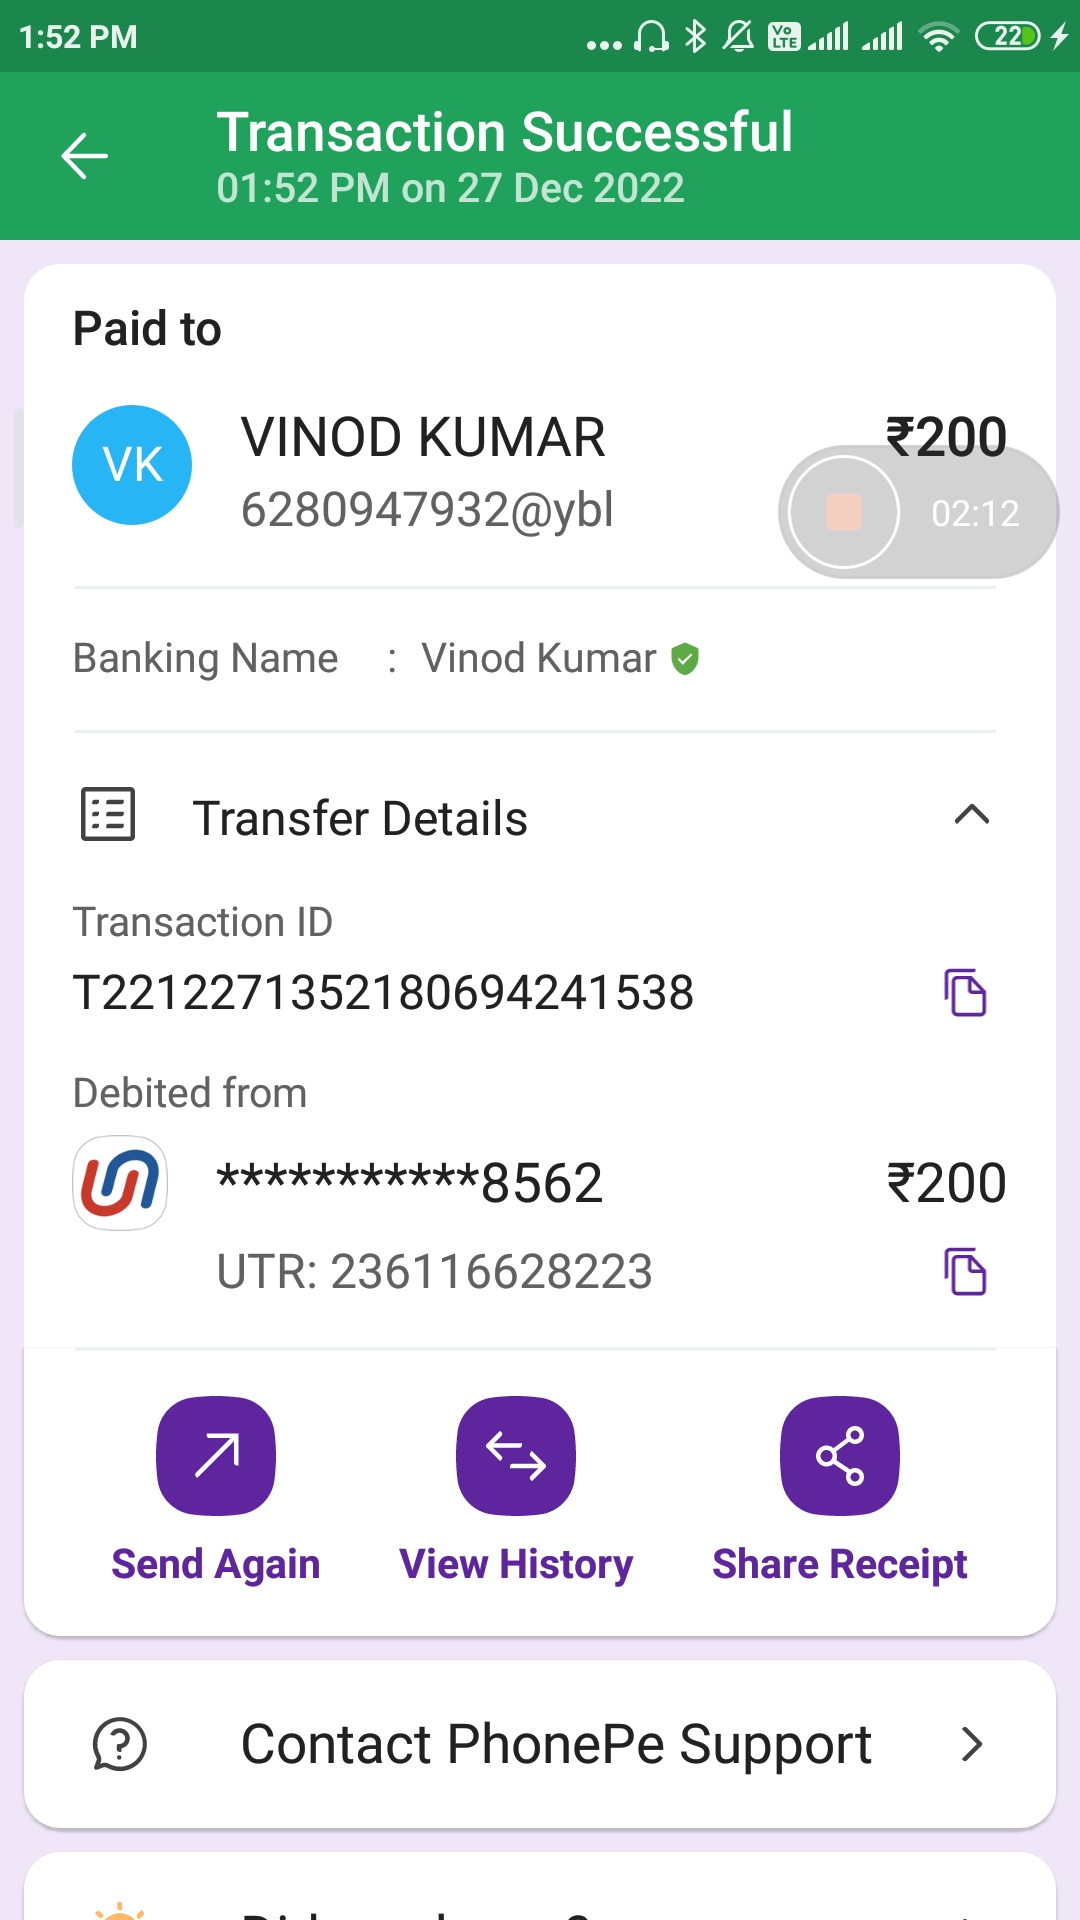 1:52 PM
Vo LTE
22
Transaction Successful
01:52 PM on 27 Dec 2022
Paid to
VK
VINOD KUMAR
₹200
6280947932@ybl
02:12
Banking Name : Vinod Kumar
Transfer Details
Transaction ID
T2212271352180694241538
Debited from
***********8562
₹200
UTR: 236116628223
Send Again
View History
Share Receipt
Contact PhonePe Support